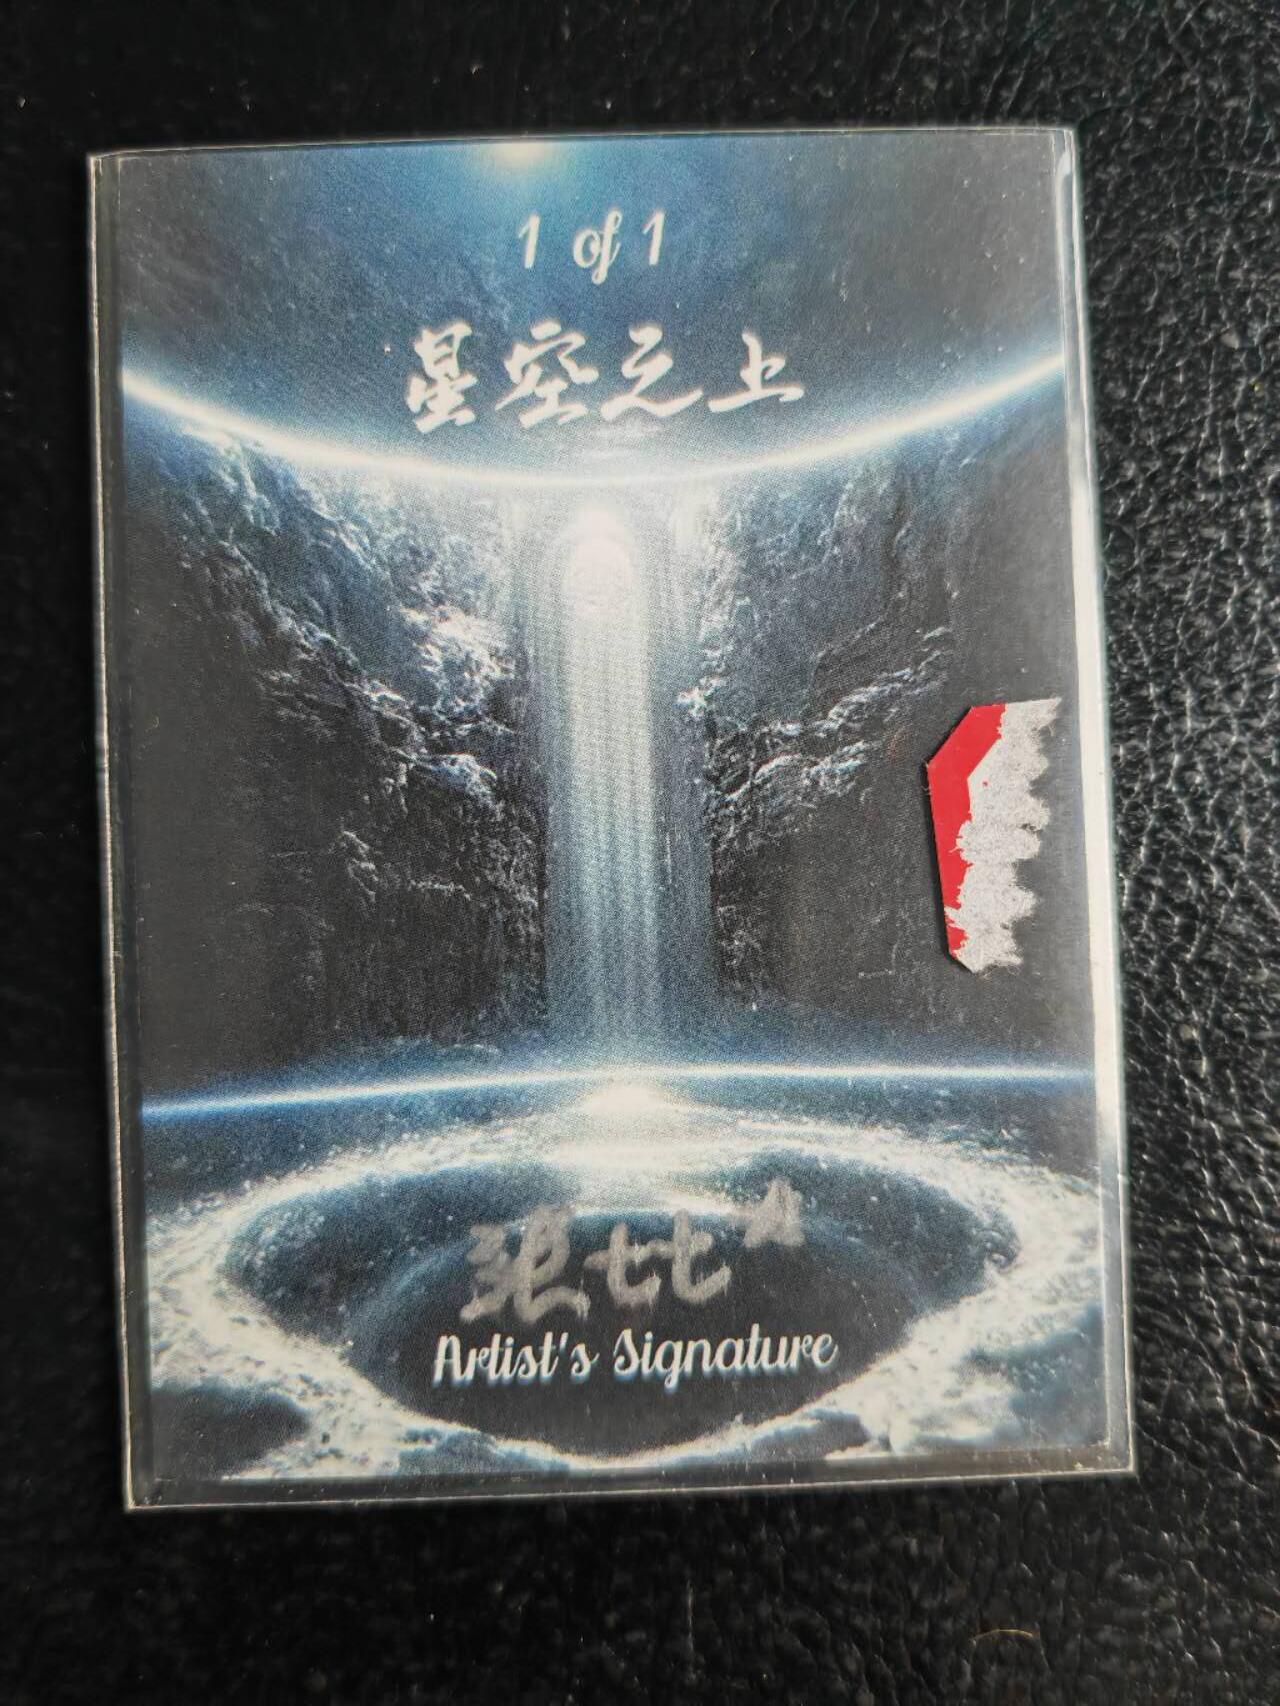 1 of 1
星空之上
Artist's Signature